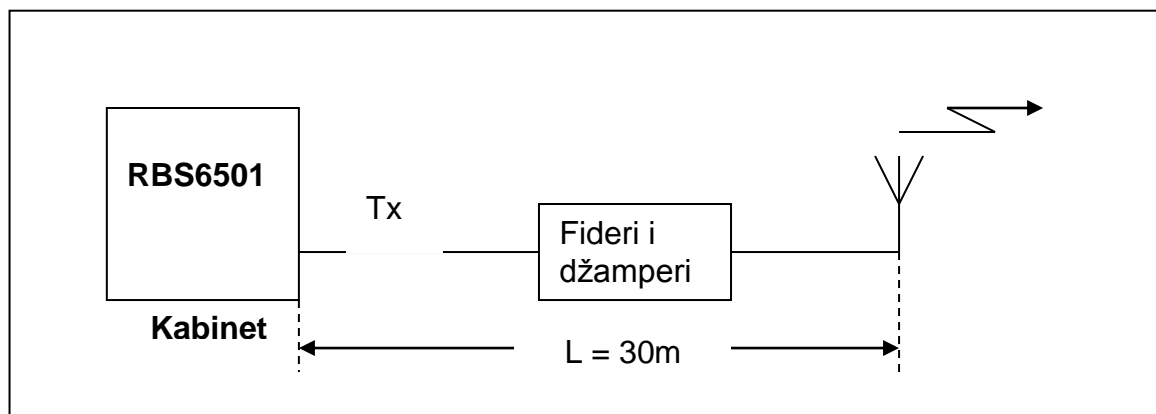 RBS6501
Tx
Fideri i
džamperi
Kabinet
L = 30m